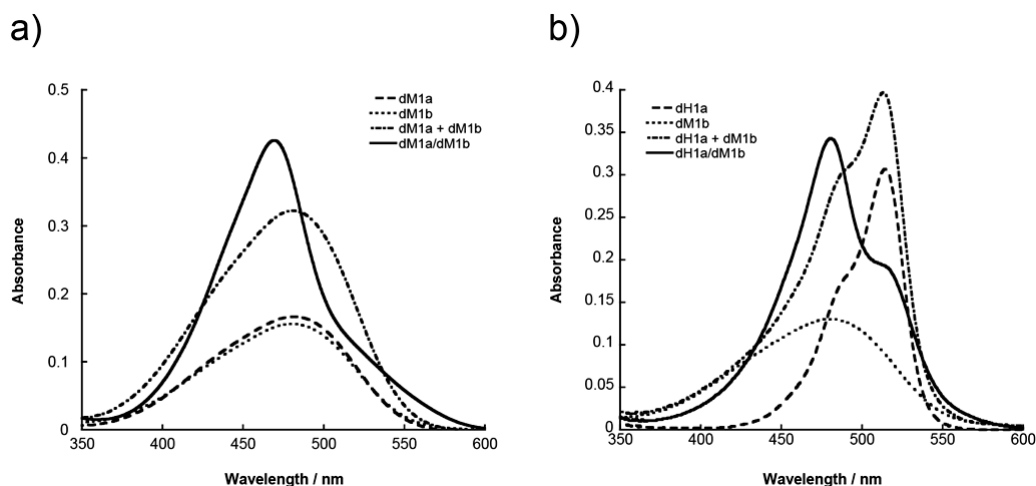 a)
0.5
0.4
0.3
0.2
0.1
0
Absorbance
350
400
450
500
550
600
Wavelength / nm
dM1a
dM1b
dM1a + dM1b
dM1a/dM1b
b)
0.4
0.35
0.3
0.25
0.2
0.15
0.1
0.05
0
Absorbance
350
400
450
500
550
600
Wavelength / nm
dH1a
dM1b
dH1a + dM1b
dH1a/dM1b